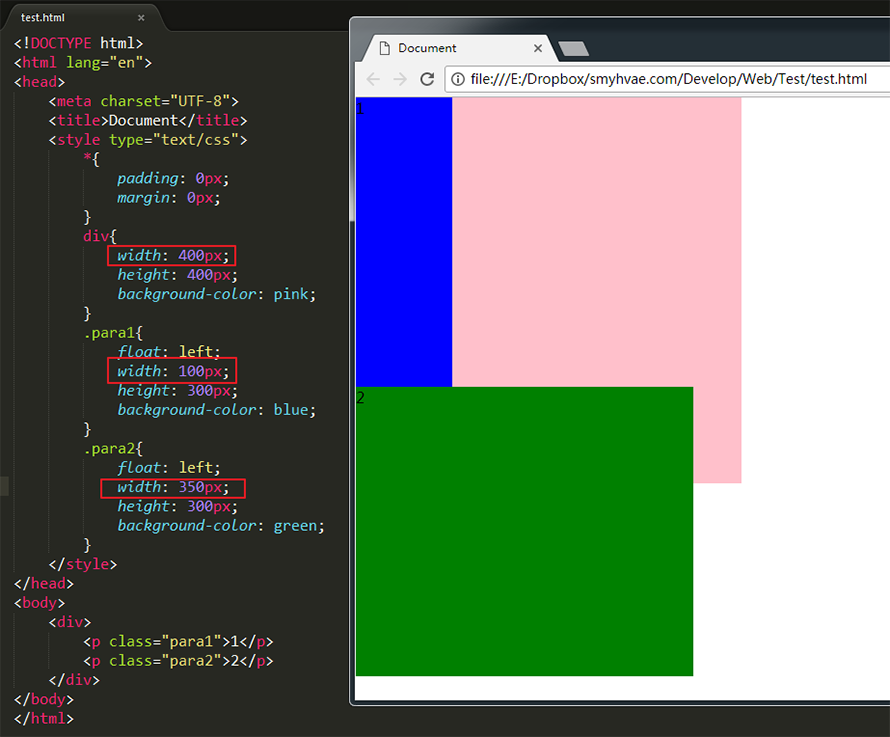 test.html
<!DOCTYPE html>
<html lang="en">
<head>
    <meta charset="UTF-8">
    <title>Document</title>
    <style type="text/css">
        *{
            padding: 0px;
            margin: 0px;
        }
        div{
            width: 400px;
            height: 400px;
            background-color: pink;
        }
        .para1{
            float: left;
            width: 100px;
            height: 300px;
            background-color: blue;
        }
        .para2{
            float: left;
            width: 350px;
            height: 300px;
            background-color: green;
        }
    </style>
</head>
<body>
    <div>
        <p class="para1">1</p>
        <p class="para2">2</p>
    </div>
</body>
</html>
Document
file:///E:/Dropbox/smyhvae.com/Develop/Web/Test/test.html
1
2